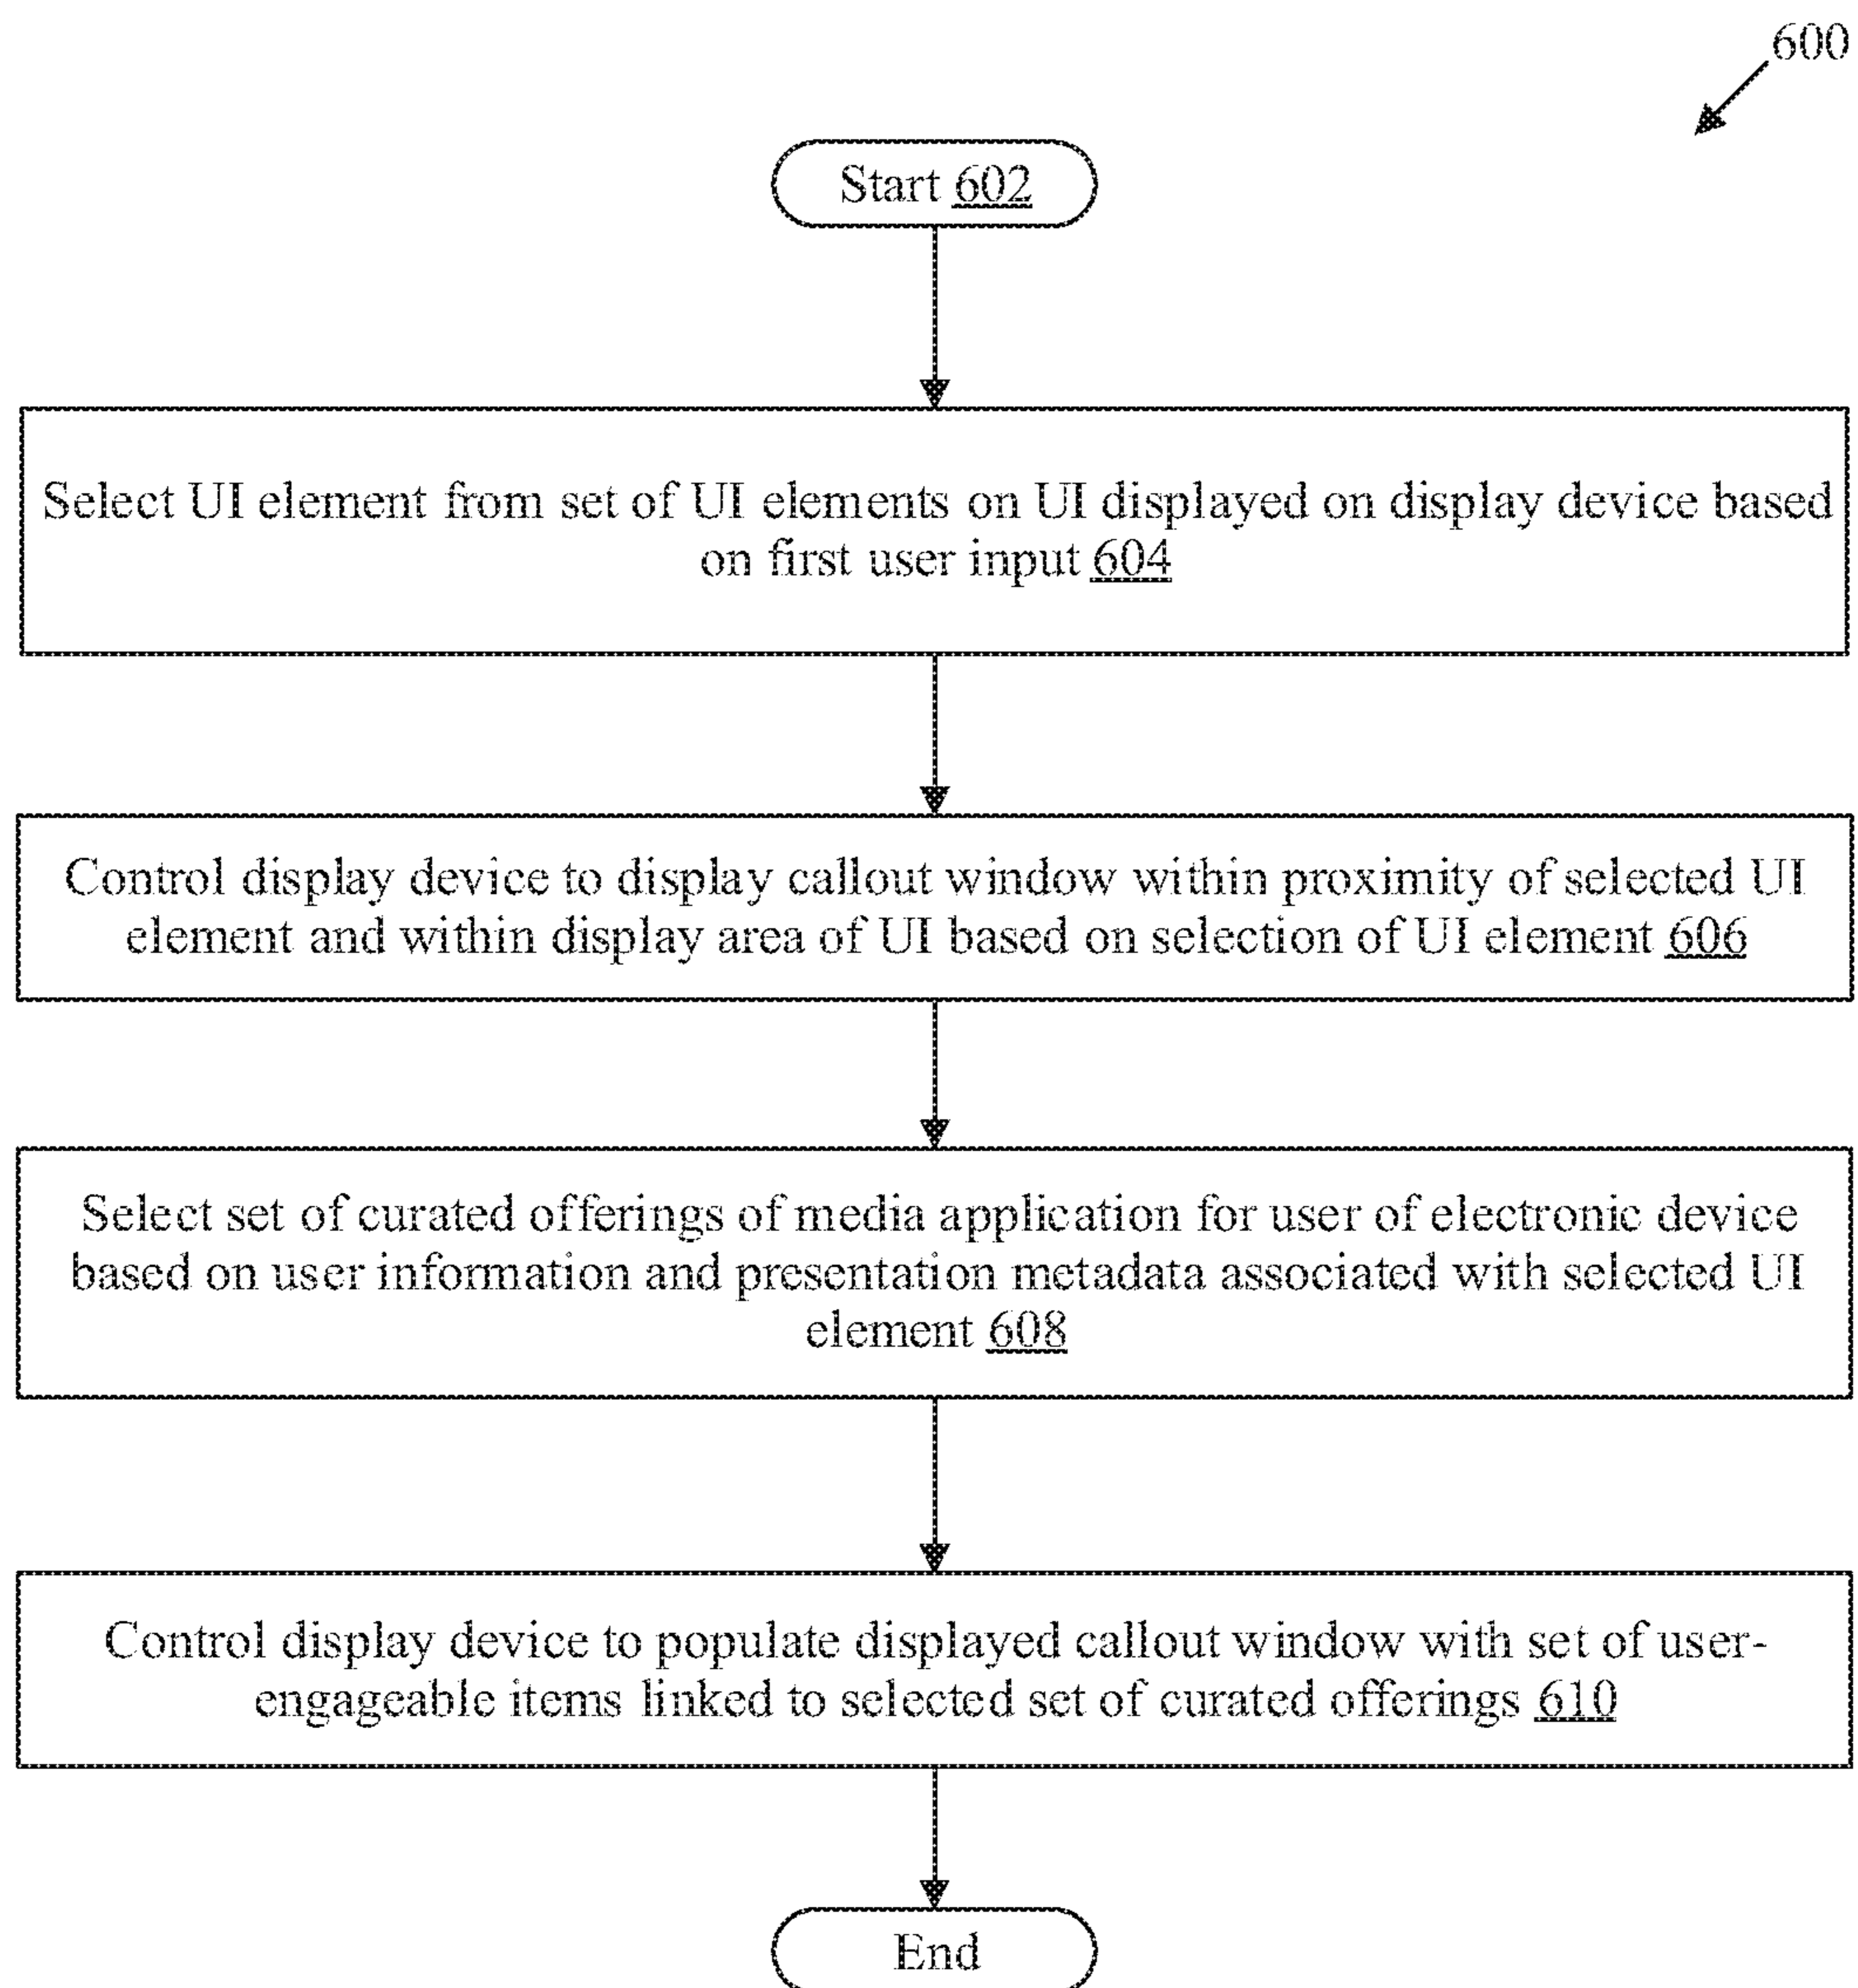 600
Start 602
Select UI element from set of UI elements on UI displayed on display device based
on first user input 604
Control display device to display callout window within proximity of selected UI
element and within display area of UI based on selection of UI element 606
Select set of curated offerings of media application for user of electronic device
based on user information and presentation metadata associated with selected UI
element 608
Control display device to populate displayed callout window with set of user-
engageable items linked to selected set of curated offerings 610
End